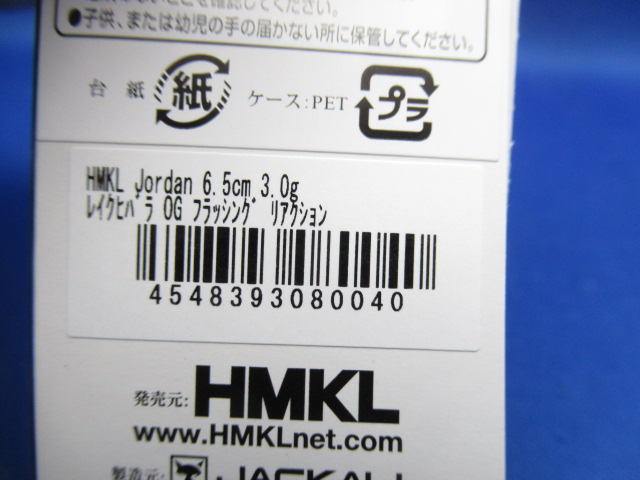 ●子供、または幼児の手の届かない所に保管してください。
台紙 紙 ケース:PET プラ
HMKL Jordan 6.5cm 3.0g
ﾚｲｸﾋﾊﾞﾗ OG ﾌﾗｯｼﾝｸﾞ ﾘｱｸｼｮﾝ
4548393080040
発売元: HMKL
www.HMKLnet.com
製造元: JACKALL